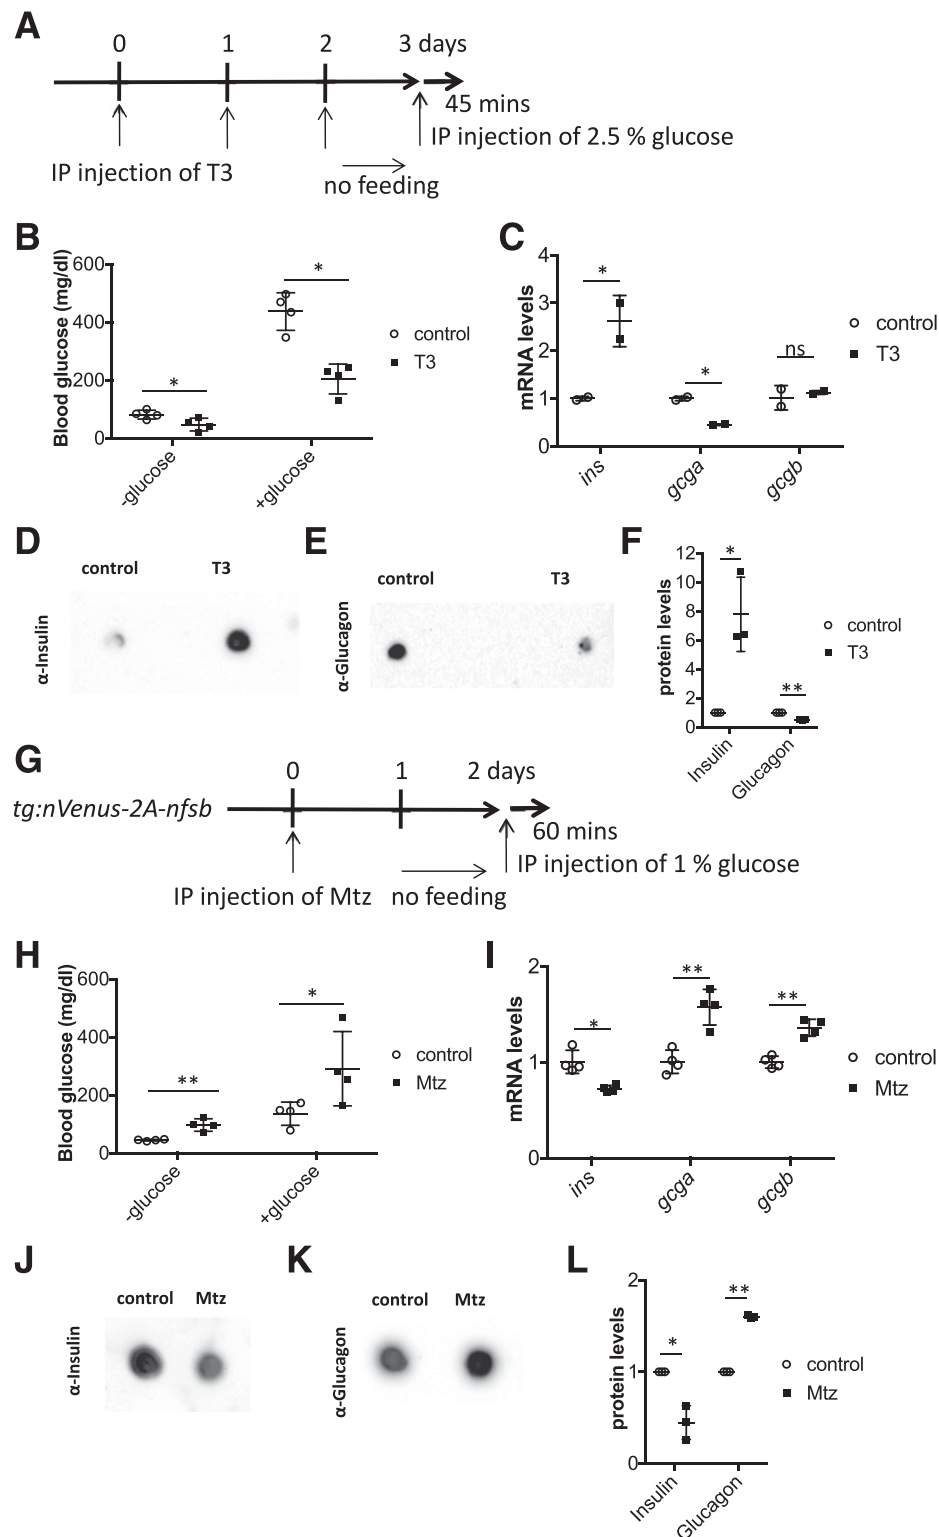 A
0 1 2 3 days
45 mins
IP injection of 2.5 % glucose
IP injection of T3
no feeding
B
Blood glucose (mg/dl)
600
400
200
0
*
*
control
T3
-glucose
+glucose
C
mRNA levels
4
3
2
1
0
*
*
ns
control
T3
ins
gcga
gcgb
D
control T3
α-Insulin
E
control T3
α-Glucagon
F
protein levels
12
10
8
6
4
2
0
*
**
control
T3
Insulin
Glucagon
G
0 1 2 days
tg:nVenus-2A-nfsb
60 mins
IP injection of 1 % glucose
IP injection of Mtz no feeding
H
Blood glucose (mg/dl)
600
400
200
0
**
*
control
Mtz
-glucose
+glucose
I
mRNA levels
2
1
0
*
**
**
control
Mtz
ins
gcga
gcgb
J
control Mtz
α-Insulin
K
control Mtz
α-Glucagon
L
protein levels
2
1
0
*
**
control
Mtz
Insulin
Glucagon